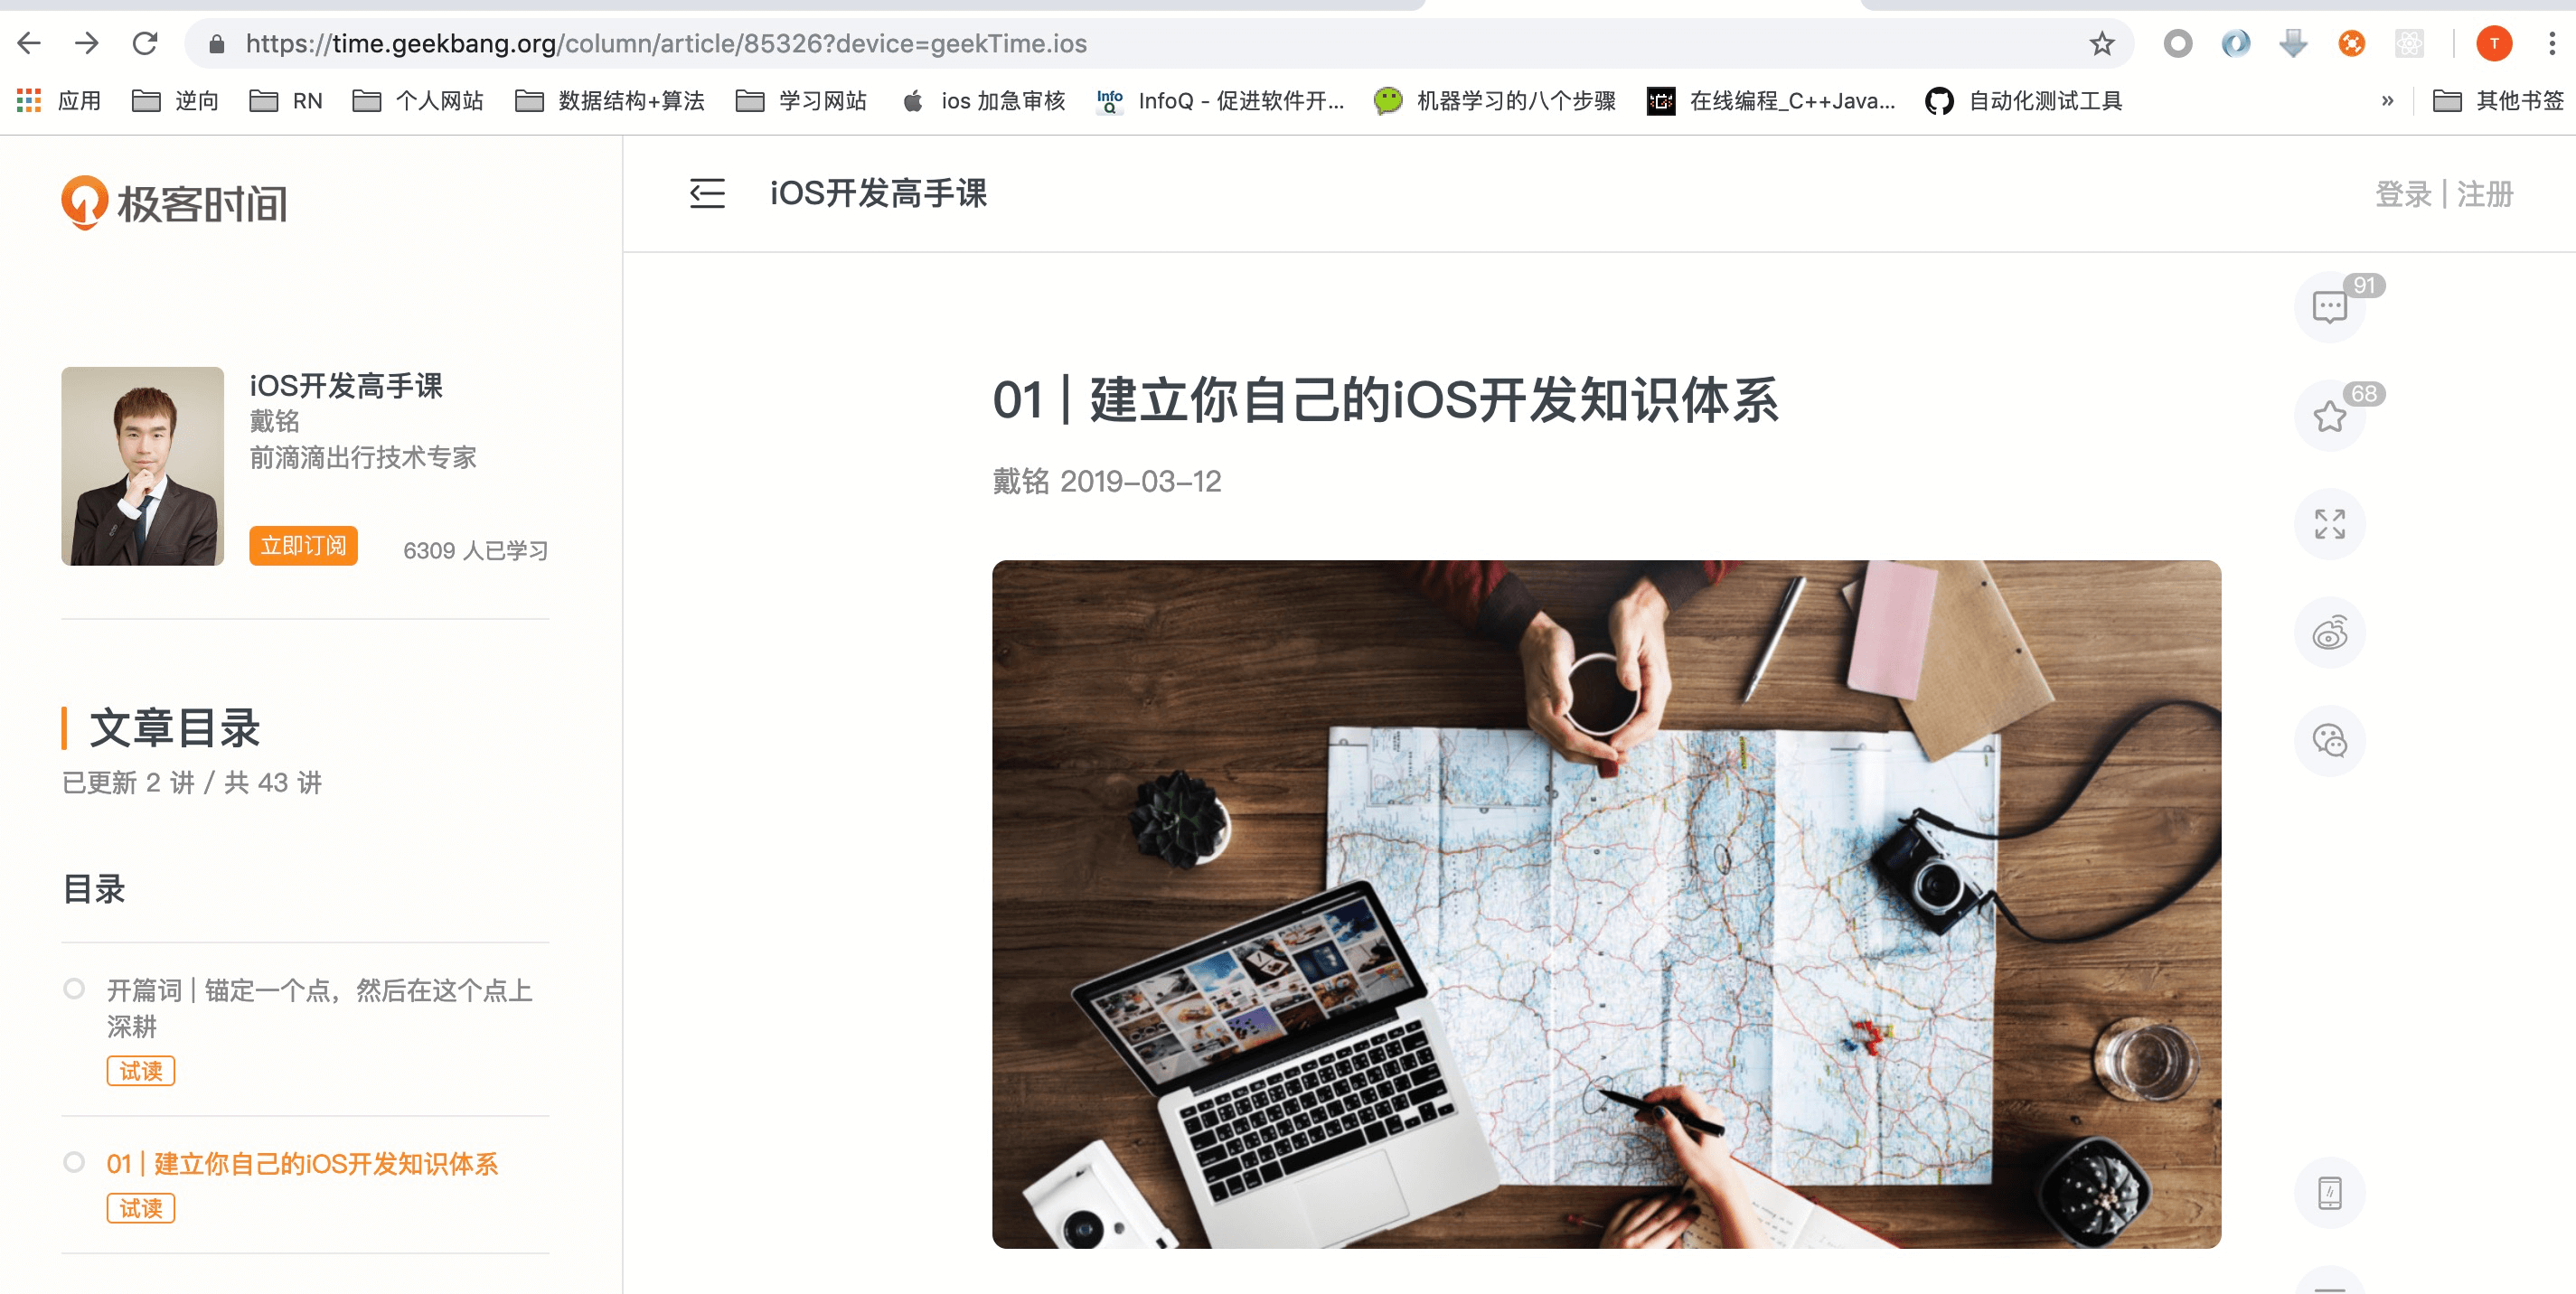 https://time.geekbang.org/column/article/85326?device=geekTime.ios
T
应用 逆向 RN 个人网站 数据结构+算法 学习网站 ios 加急审核 Info Q InfoQ - 促进软件开... 机器学习的八个步骤 在线编程_C++Java... 自动化测试工具 » 其他书签
极客时间
iOS开发高手课
登录 | 注册
iOS开发高手课
戴铭
前滴滴出行技术专家
立即订阅 6309 人已学习
文章目录
已更新 2 讲 / 共 43 讲
目录
开篇词 | 锚定一个点，然后在这个点上
深耕
试读
01 | 建立你自己的iOS开发知识体系
试读
01 | 建立你自己的iOS开发知识体系
戴铭 2019-03-12
91
68